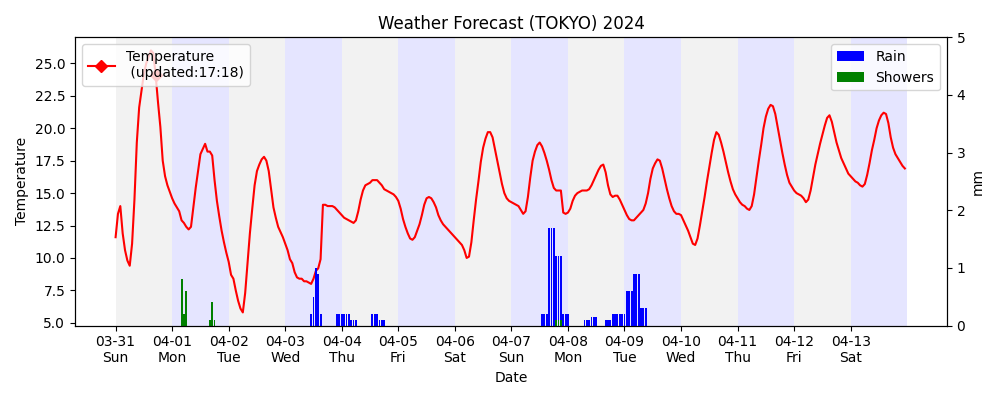 Weather Forecast (TOKYO) 2024
Temperature
(updated:17:18)
Rain
Showers
Temperature
25.0
22.5
20.0
17.5
15.0
12.5
10.0
7.5
5.0
5
4
3
2
1
0
mm
03-31 04-01 04-02 04-03 04-04 04-05 04-06 04-07 04-08 04-09 04-10 04-11 04-12 04-13
Sun Mon Tue Wed Thu Fri Sat Sun Mon Tue Wed Thu Fri Sat
Date